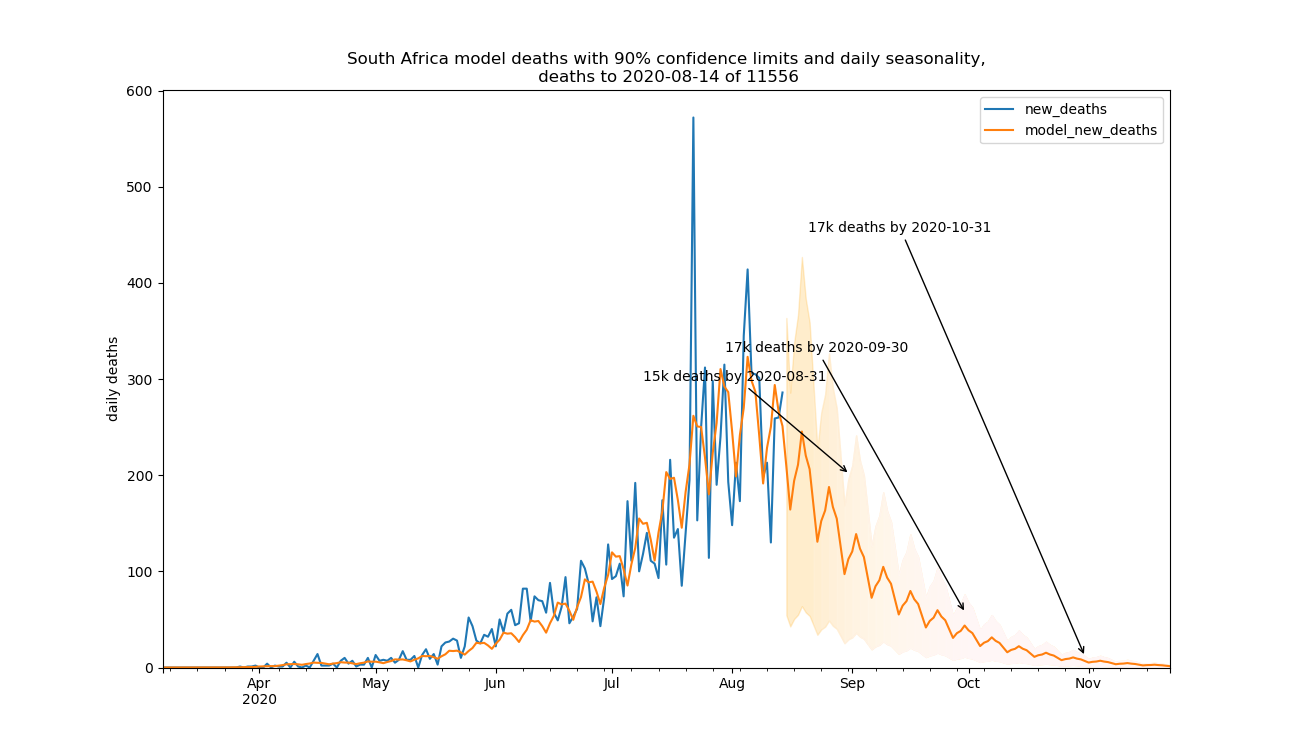 South Africa model deaths with 90% confidence limits and daily seasonality,
deaths to 2020-08-14 of 11556
600
new_deaths
model_new_deaths
500
17k deaths by 2020-10-31
400
daily deaths
17k deaths by 2020-09-30
300
15k deaths by 2020-08-31
200
100
0
Apr May Jun Jul Aug Sep Oct Nov
2020